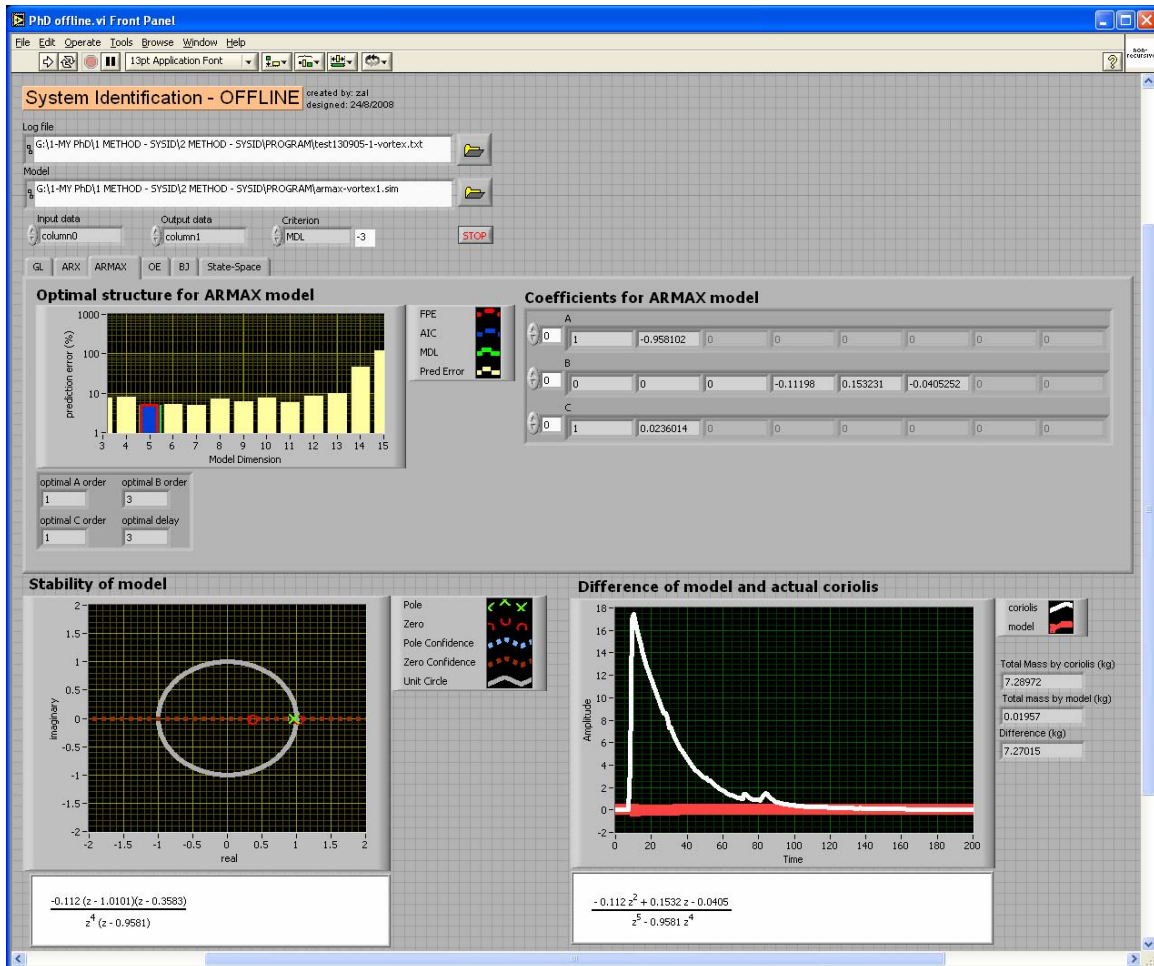 PhD offline.vi Front Panel
File Edit Operate Tools Browse Window Help
13pt Application Font
non-recursive
System Identification - OFFLINE
created by: zal
designed: 24/8/2008
Log file
G:\1-MY PhD\1 METHOD - SYSID\2 METHOD - SYSID\PROGRAM\test130905-1-vortex.txt
Model
G:\1-MY PhD\1 METHOD - SYSID\2 METHOD - SYSID\PROGRAM\armax-vortex1.sim
Input data Output data Criterion
column0 column1 MDL -3 STOP
GL ARX ARMAX OE BJ State-Space
Optimal structure for ARMAX model
prediction error (%)
1000
100
10
1
3 4 5 6 7 8 9 10 11 12 13 14 15
Model Dimension
FPE
AIC
MDL
Pred Error
optimal A order optimal B order
1 3
optimal C order optimal delay
1 3
Coefficients for ARMAX model
A
0 1 -0.958102 0 0 0 0 0 0
B
0 0 0 0 -0.11198 0.153231 -0.0405252 0 0
C
0 1 0.0236014 0 0 0 0 0 0
Stability of model
imaginary
2
1.5
1
0.5
0
-0.5
-1
-1.5
-2
-2 -1.5 -1 -0.5 0 0.5 1 1.5 2
real
Pole
Zero
Pole Confidence
Zero Confidence
Unit Circle
-0.112 (z - 1.0101)(z - 0.3583)
z4 (z - 0.9581)
Difference of model and actual coriolis
Amplitude
18
16
14
12
10
8
6
4
2
0
-2
0 20 40 60 80 100 120 140 160 180 200
Time
coriolis
model
Total Mass by coriolis (kg)
7.28972
Total mass by model (kg)
0.01957
Difference (kg)
7.27015
- 0.112 z2 + 0.1532 z - 0.0405
z5 - 0.9581 z4